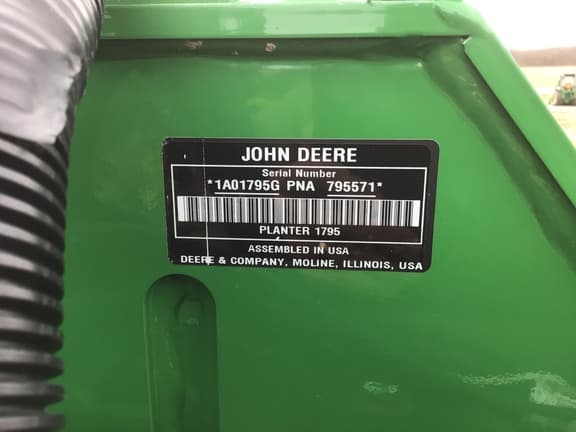 JOHN DEERE
Serial Number
*1A01795G PNA 795571*
PLANTER 1795
ASSEMBLED IN USA
DEERE & COMPANY, MOLINE, ILLINOIS, USA